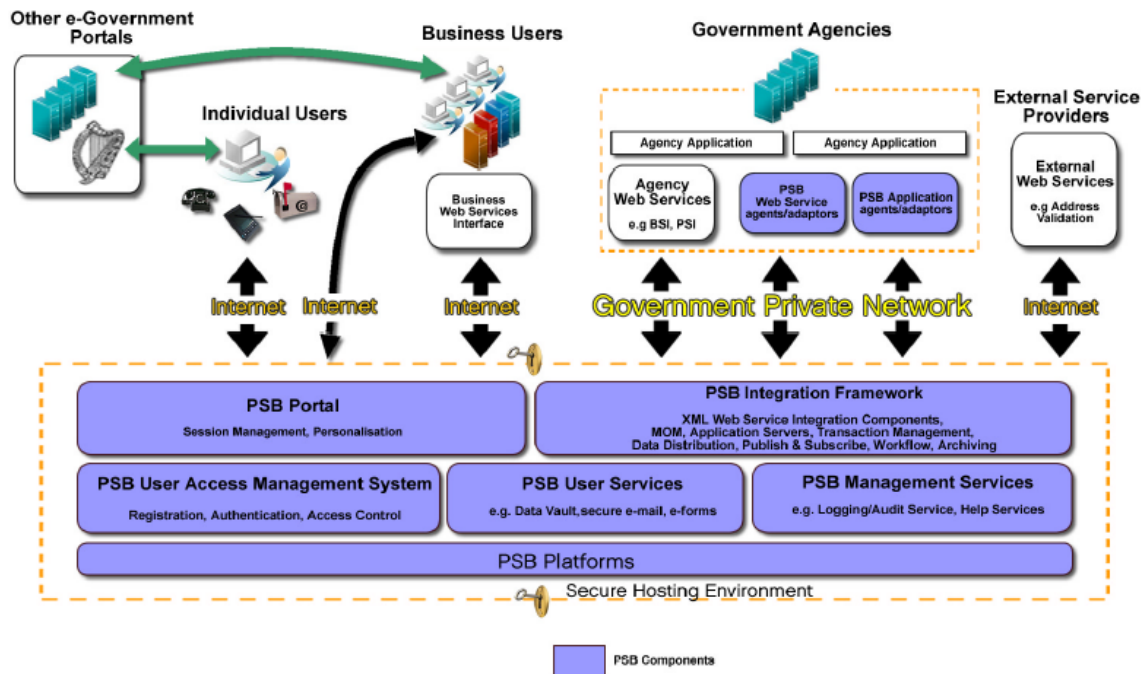 Other e-Government
Portals
Business Users
Government Agencies
External Service
Providers
Individual Users
Agency Application
Agency Application
Agency
Web Services
e.g BSI, PSI
PSB
Web Service
agents/adaptors
PSB Application
agents/adaptors
External
Web Services
e.g Address
Validation
Business
Web Services
Interface
@
Internet
Internet
Internet
Government Private Network
Internet
PSB Portal
Session Management, Personalisation
PSB Integration Framework
XML Web Service Integration Components,
MOM, Application Servers, Transaction Management,
Data Distribution, Publish & Subscribe, Workflow, Archiving
PSB User Access Management System
Registration, Authentication, Access Control
PSB User Services
e.g. Data Vault,secure e-mail, e-forms
PSB Management Services
e.g. Logging/Audit Service, Help Services
PSB Platforms
Secure Hosting Environment
PSB Components